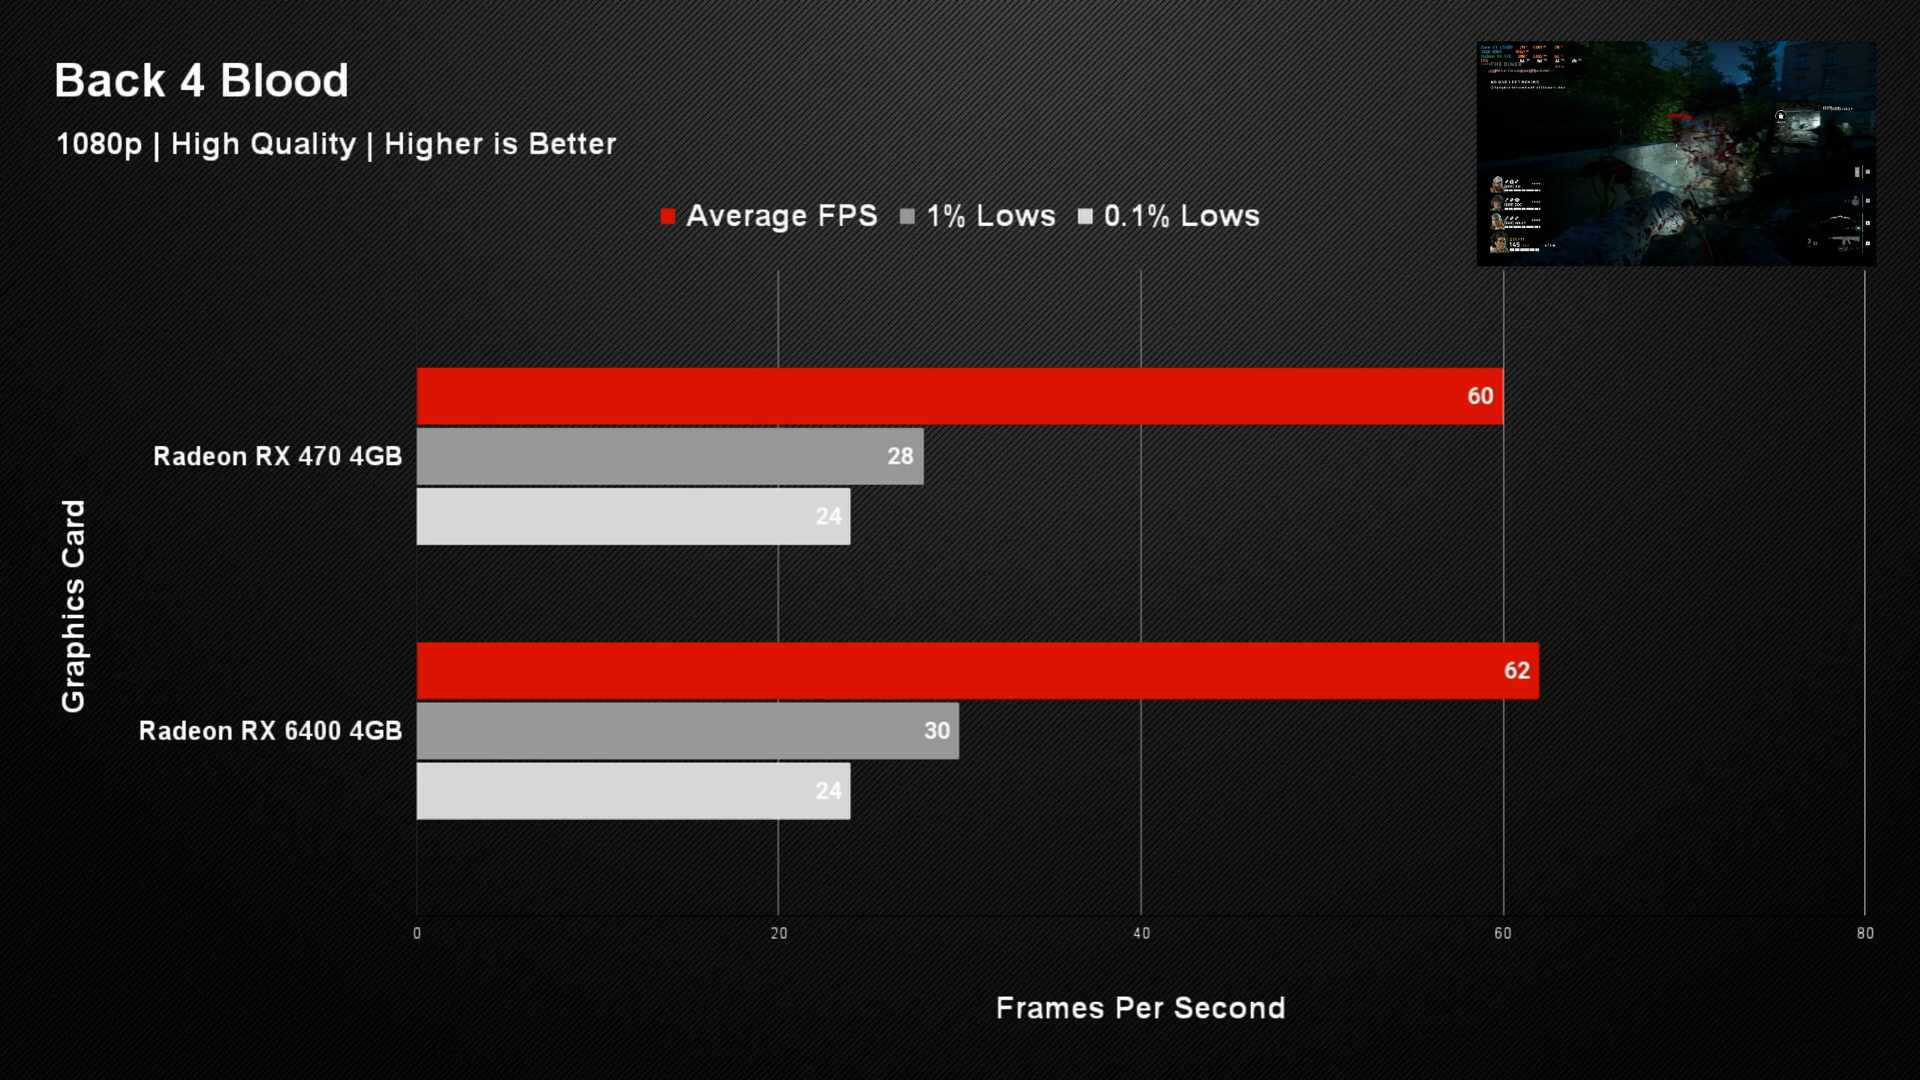 Back 4 Blood
1080p | High Quality | Higher is Better
Average FPS 1% Lows 0.1% Lows
60
Radeon RX 470 4GB 28
24
Graphics Card
62
Radeon RX 6400 4GB 30
24
0 20 40 60 80
Frames Per Second